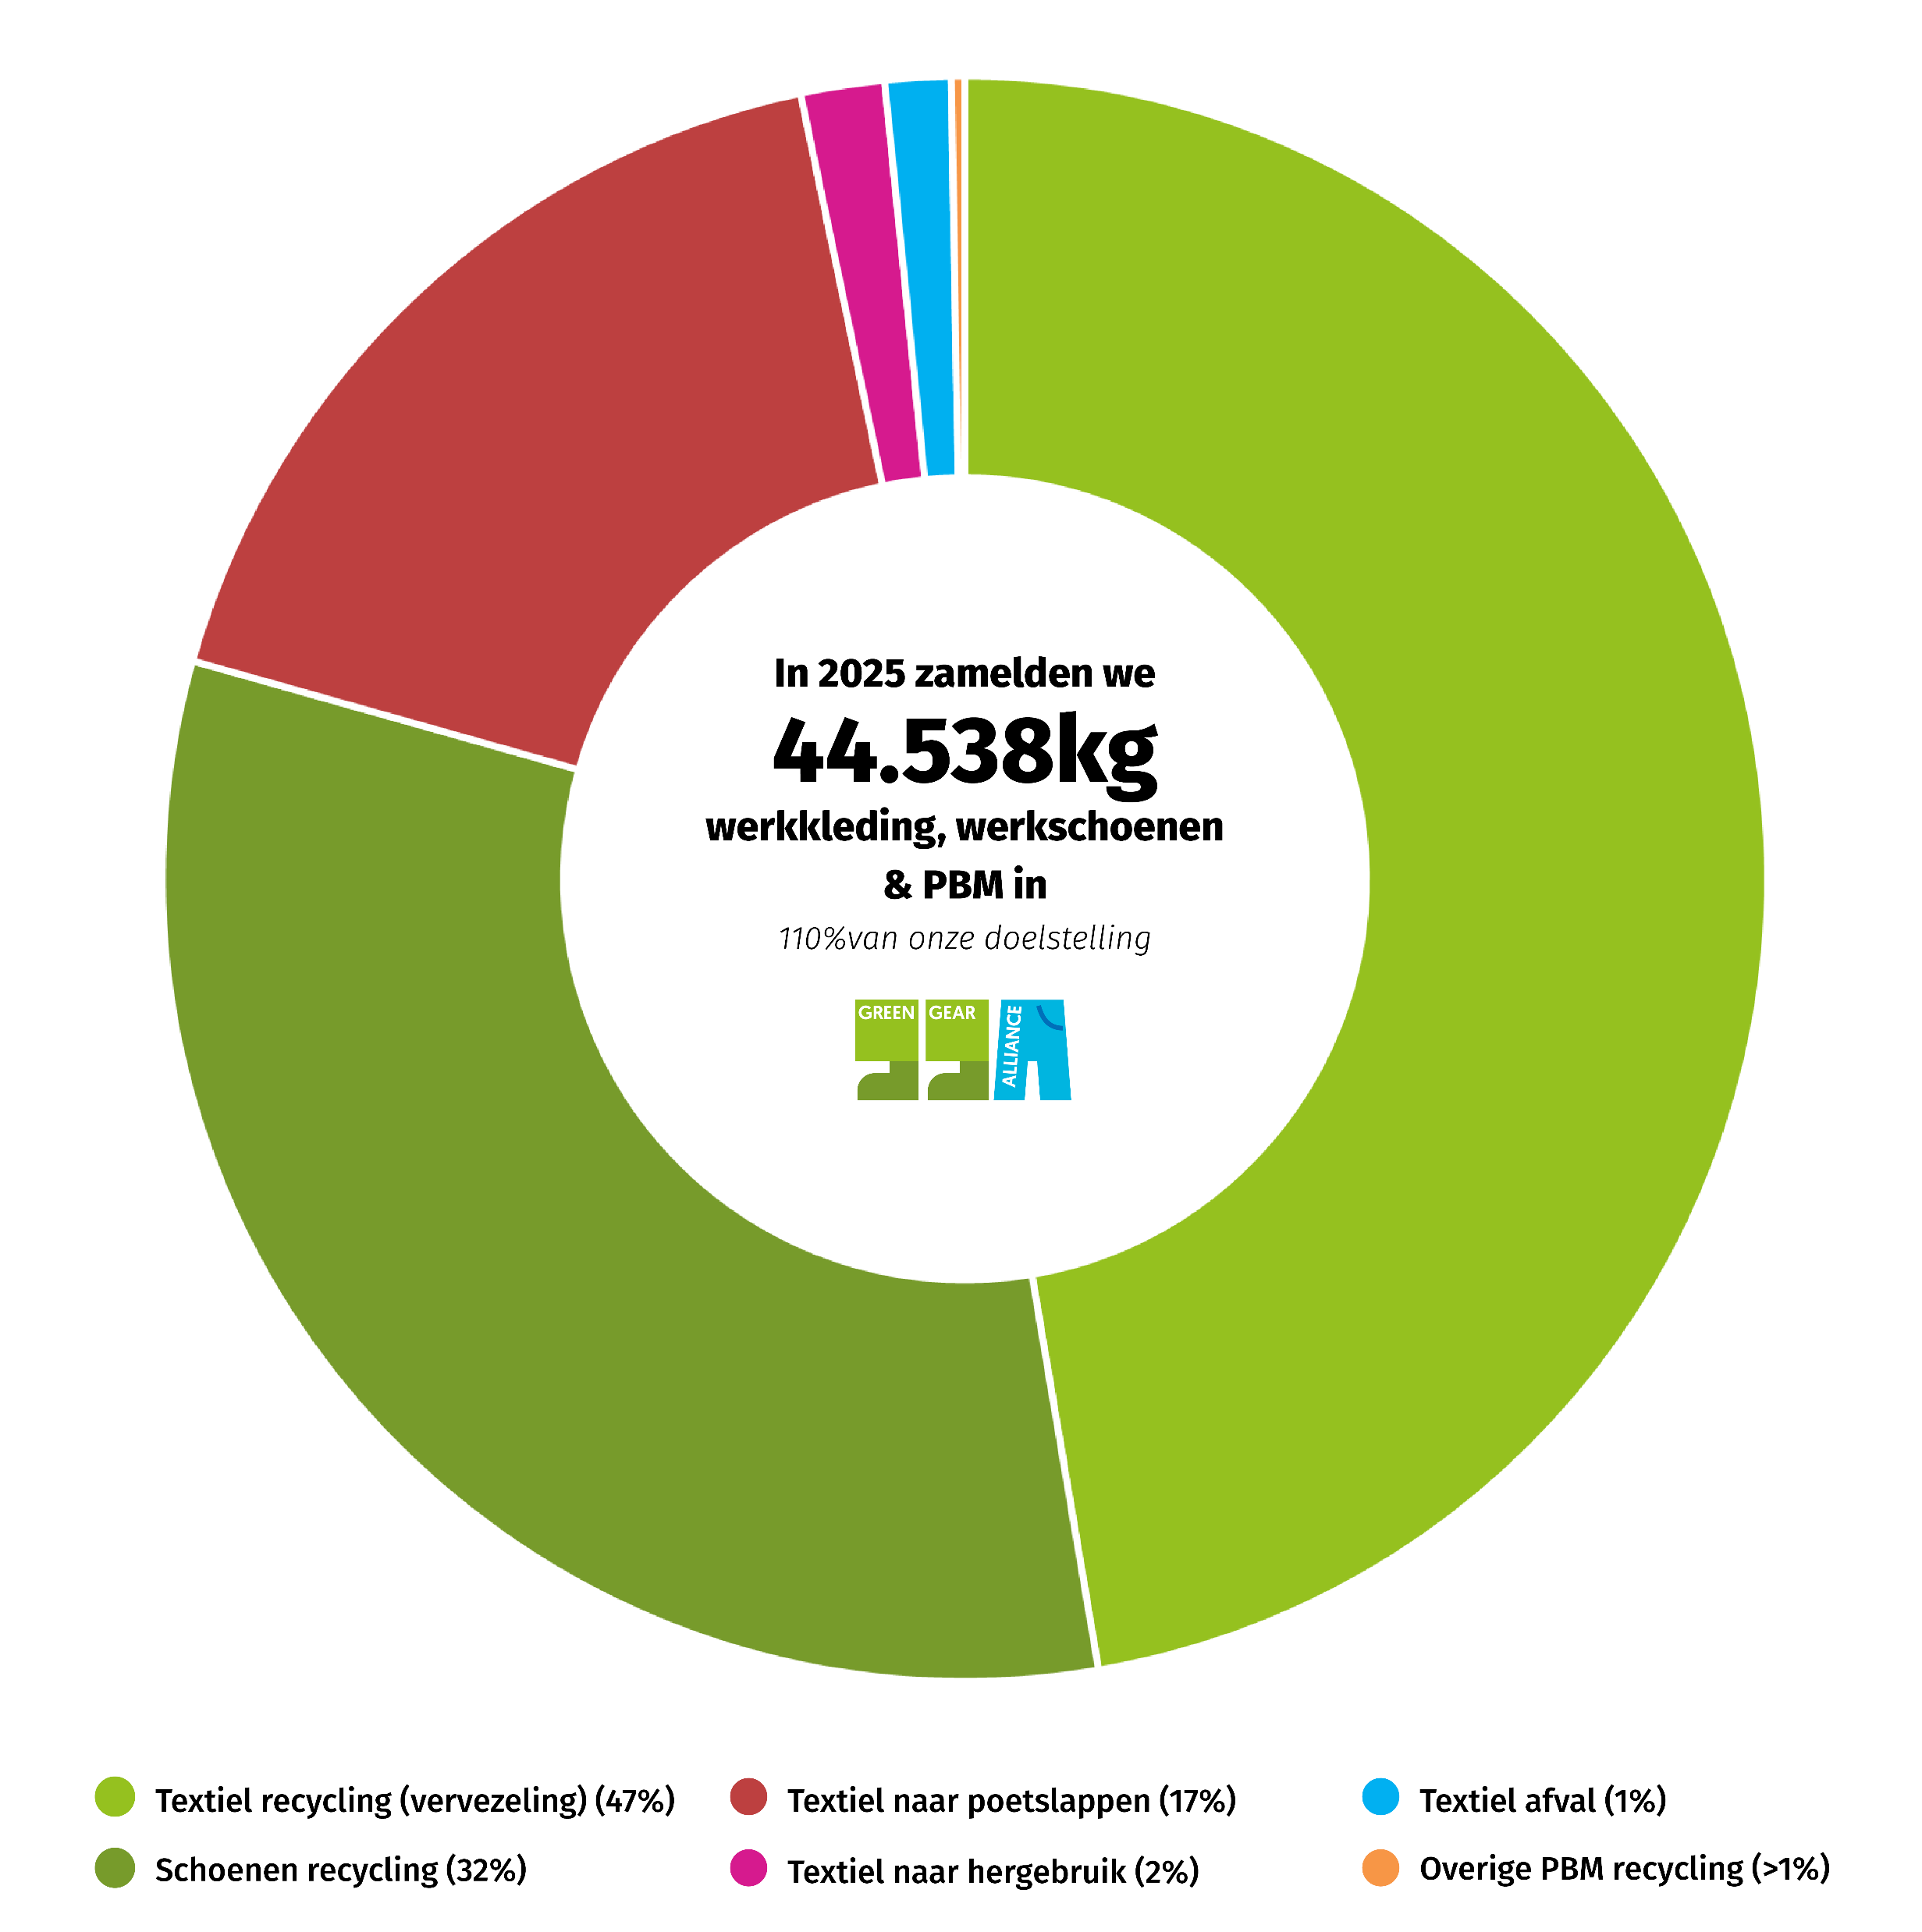 In 2025 zamelden we
44.538kg
werkkleding, werkschoenen
& PBM in
110%van onze doelstelling
GREEN GEAR ALLIANCE
Textiel recycling (vervezeling) (47%)
Schoenen recycling (32%)
Textiel naar poetslappen (17%)
Textiel naar hergebruik (2%)
Textiel afval (1%)
Overige PBM recycling (>1%)